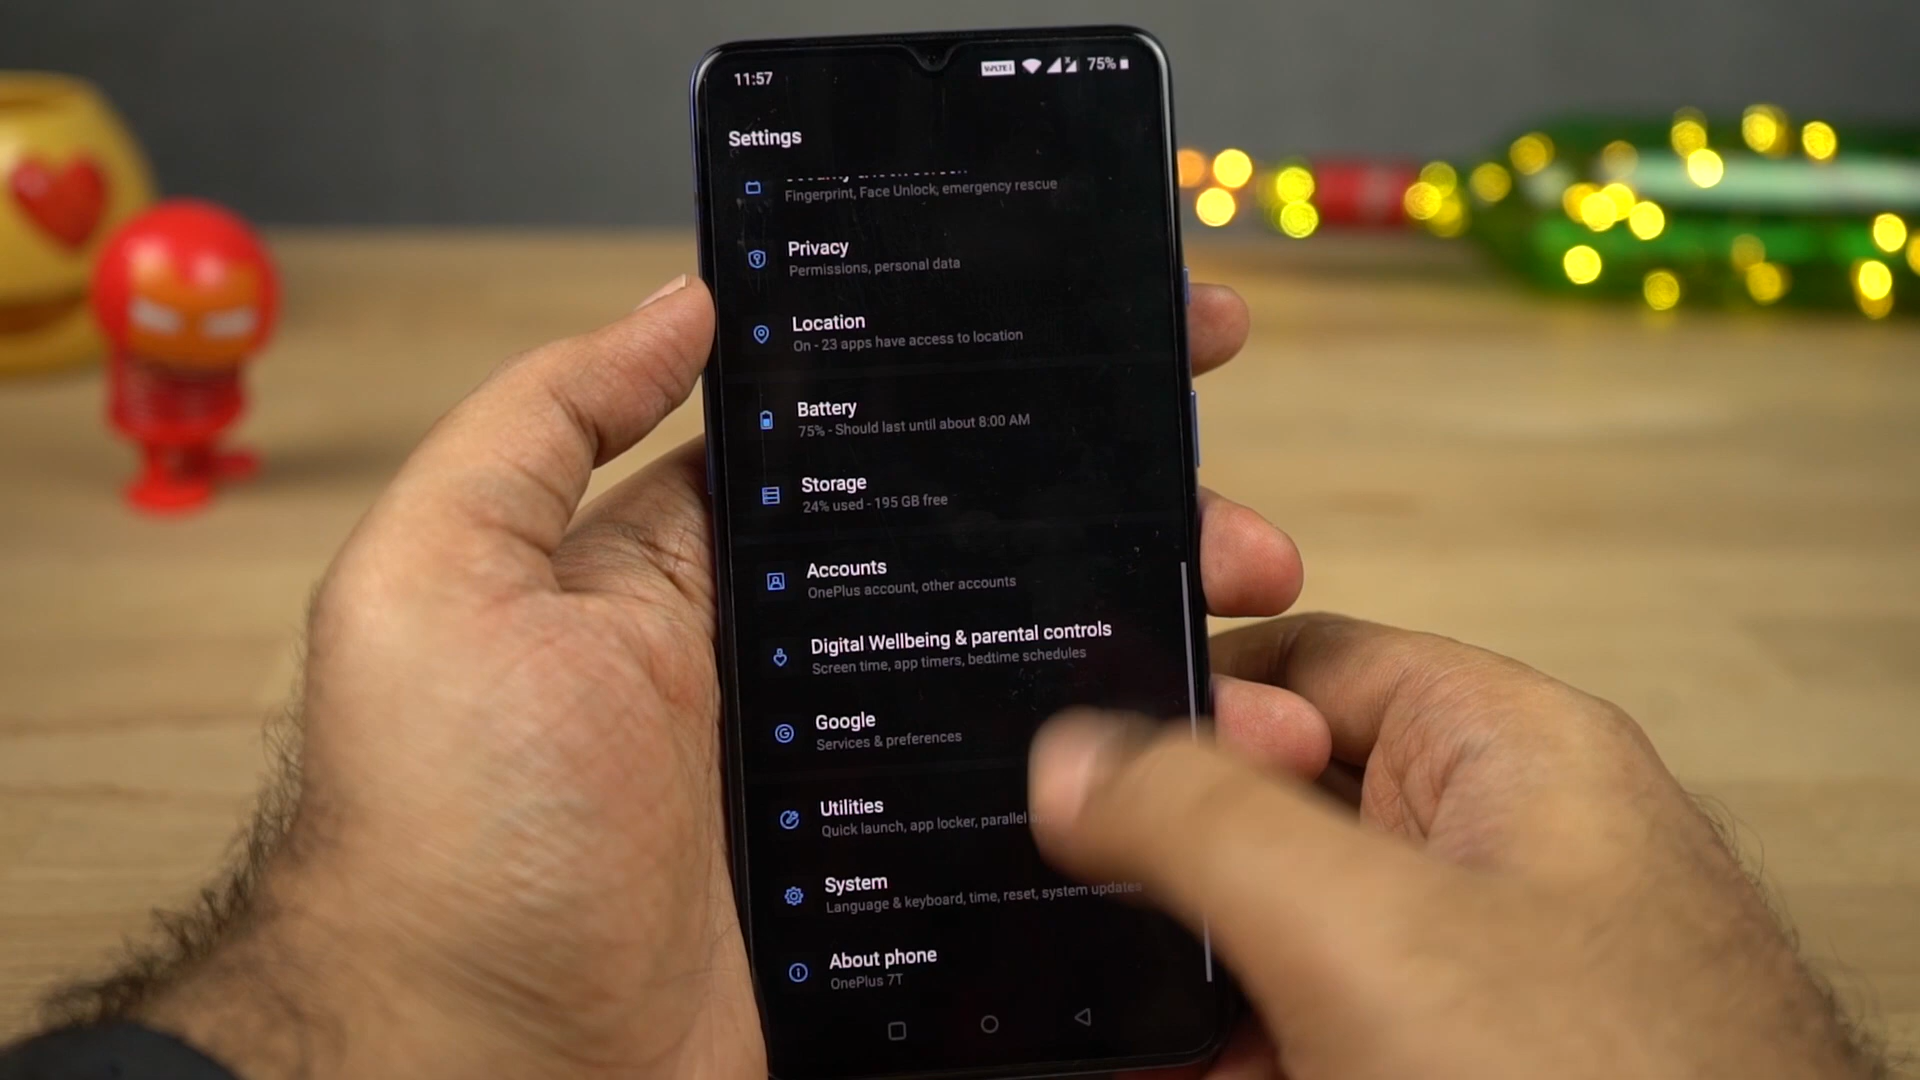 11:57
75%
Settings
Fingerprint, Face Unlock, emergency rescue
Privacy
Permissions, personal data
Location
On - 23 apps have access to location
Battery
75% - Should last until about 8:00 AM
Storage
24% used - 195 GB free
Accounts
OnePlus account, other accounts
Digital Wellbeing & parental controls
Screen time, app timers, bedtime schedules
Google
Services & preferences
Utilities
Quick launch, app locker, parallel
System
Language & keyboard, time, reset, system updates
About phone
OnePlus 7T